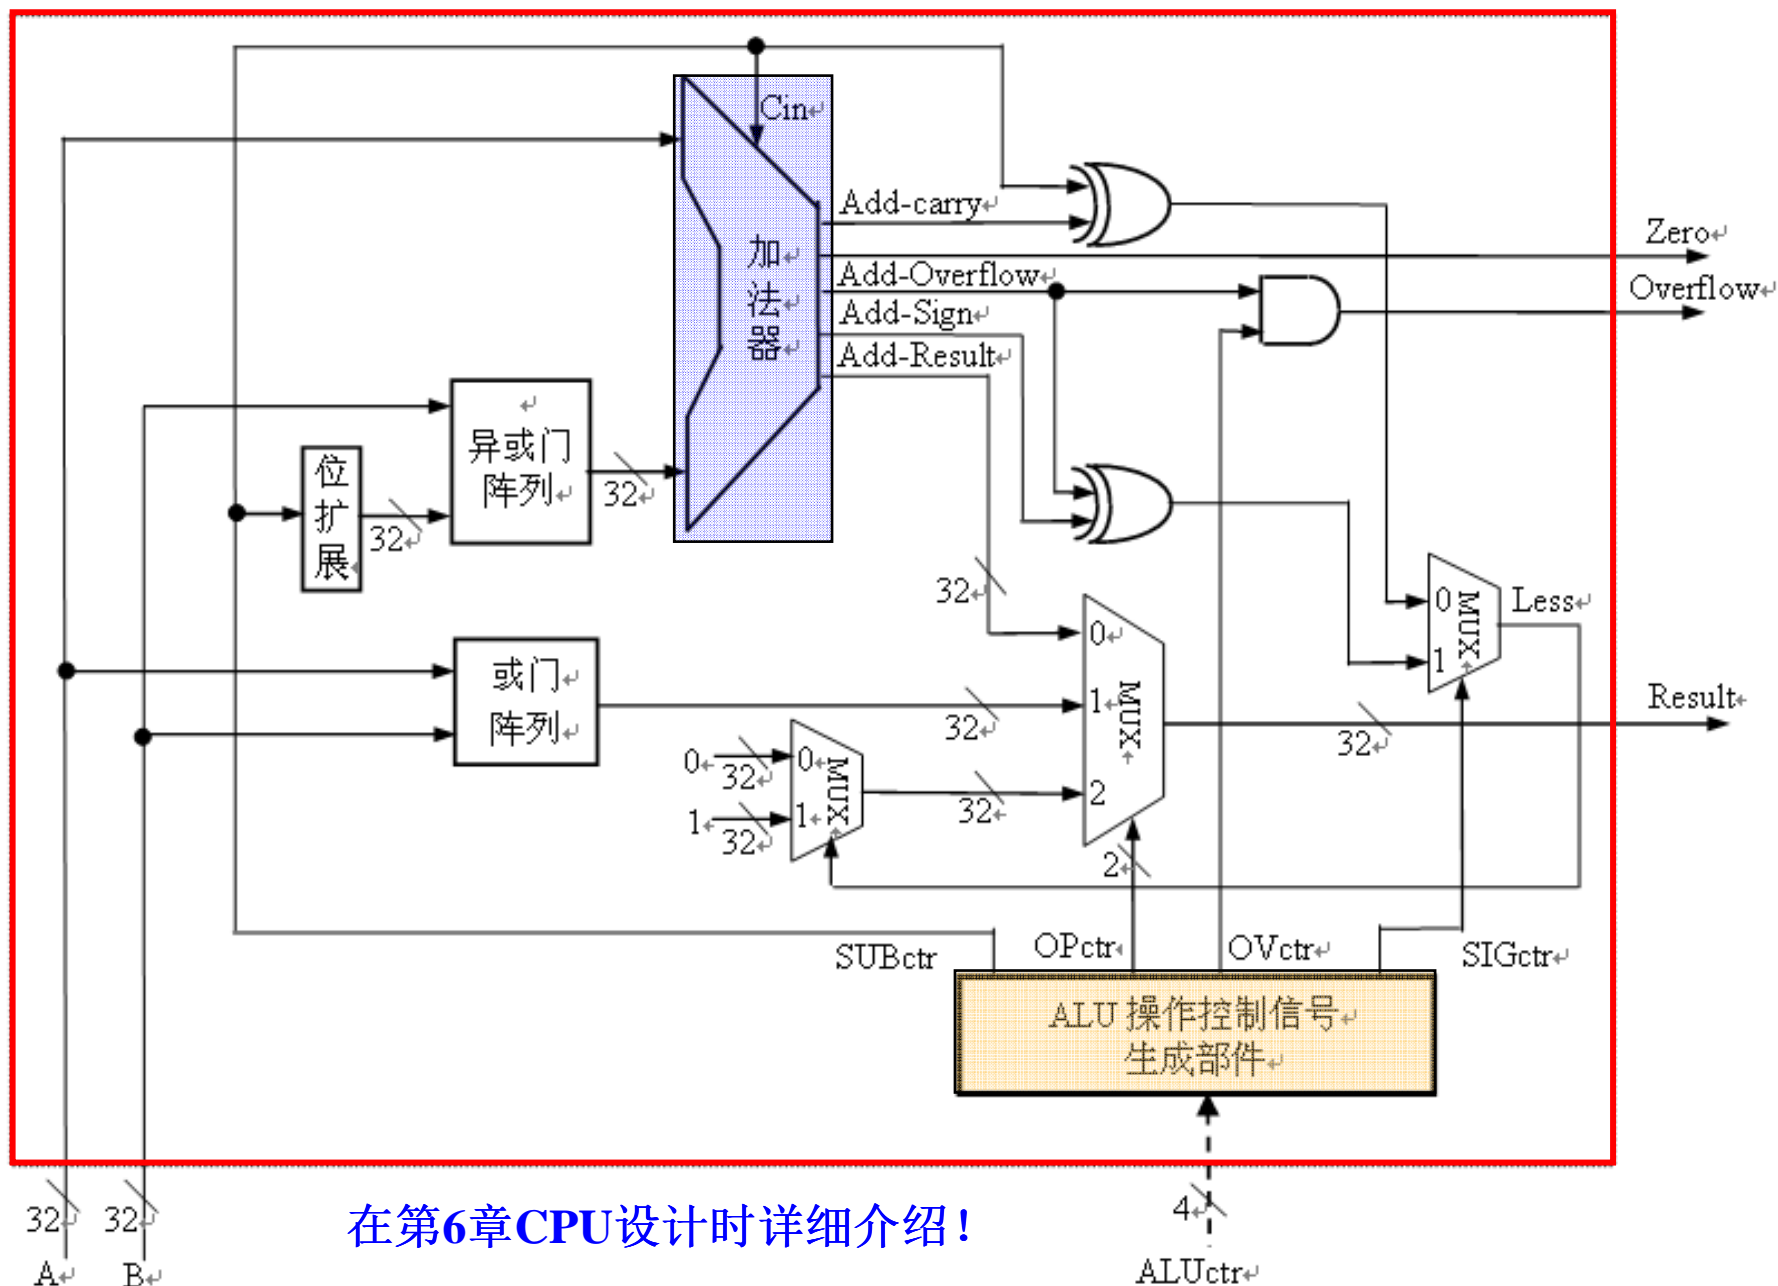 Cin
Add-carry
Zero
加
法
器
Add-Overflow
Overflow
Add-Sign
Add-Result
异或门
阵列
32
位
扩
展
32
32
0
MUX
Less
1
或门
阵列
32
0
1
MUX
2
Result
32
0
32
0
MUX
1
32
1
32
2
SUBctr
OPctr
OVctr
SIGctr
ALU 操作控制信号
生成部件
32
32
在第6章CPU设计时详细介绍！
4
A
B
ALUctr